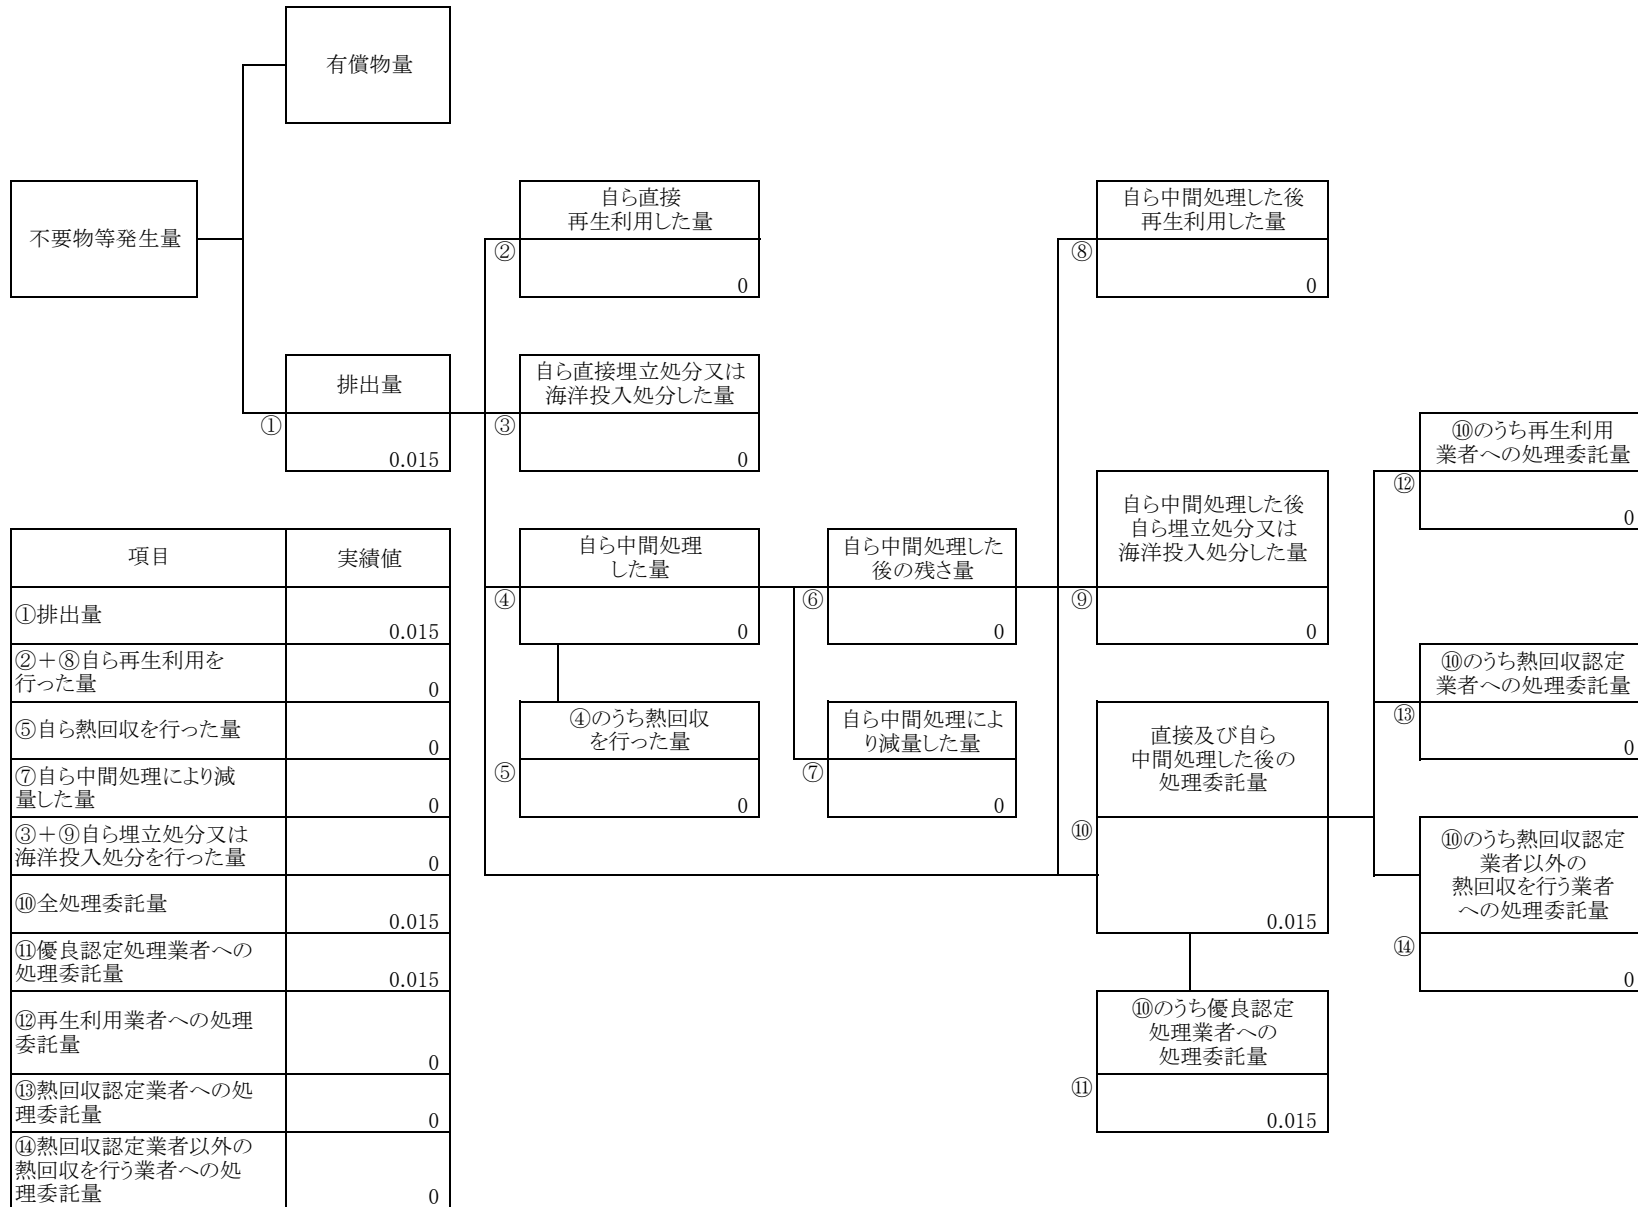 有償物量
不要物等発生量
自ら直接
再生利用した量
②
0
自ら中間処理した後
再生利用した量
⑧
0
排出量
①
0.015
自ら直接埋立処分又は
海洋投入処分した量
③
0
⑩のうち再生利用
業者への処理委託量
⑫
0
自ら中間処理した後
自ら埋立処分又は
海洋投入処分した量
⑨
0
自ら中間処理
した量
④
0
自ら中間処理した
後の残さ量
⑥
0
⑩のうち熱回収認定
業者への処理委託量
⑬
0
④のうち熱回収
を行った量
⑤
0
自ら中間処理によ
り減量した量
⑦
0
直接及び自ら
中間処理した後の
処理委託量
⑩
0.015
⑩のうち熱回収認定
業者以外の
熱回収を行う業者
への処理委託量
⑭
0
⑩のうち優良認定
処理業者への
処理委託量
⑪
0.015
項目 実績値
①排出量
0.015
②+⑧自ら再生利用を
行った量
0
⑤自ら熱回収を行った量
0
⑦自ら中間処理により減
量した量
0
③+⑨自ら埋立処分又は
海洋投入処分を行った量
0
⑩全処理委託量
0.015
⑪優良認定処理業者への
処理委託量
0.015
⑫再生利用業者への処理
委託量
0
⑬熱回収認定業者への処
理委託量
0
⑭熱回収認定業者以外の
熱回収を行う業者への処
理委託量
0